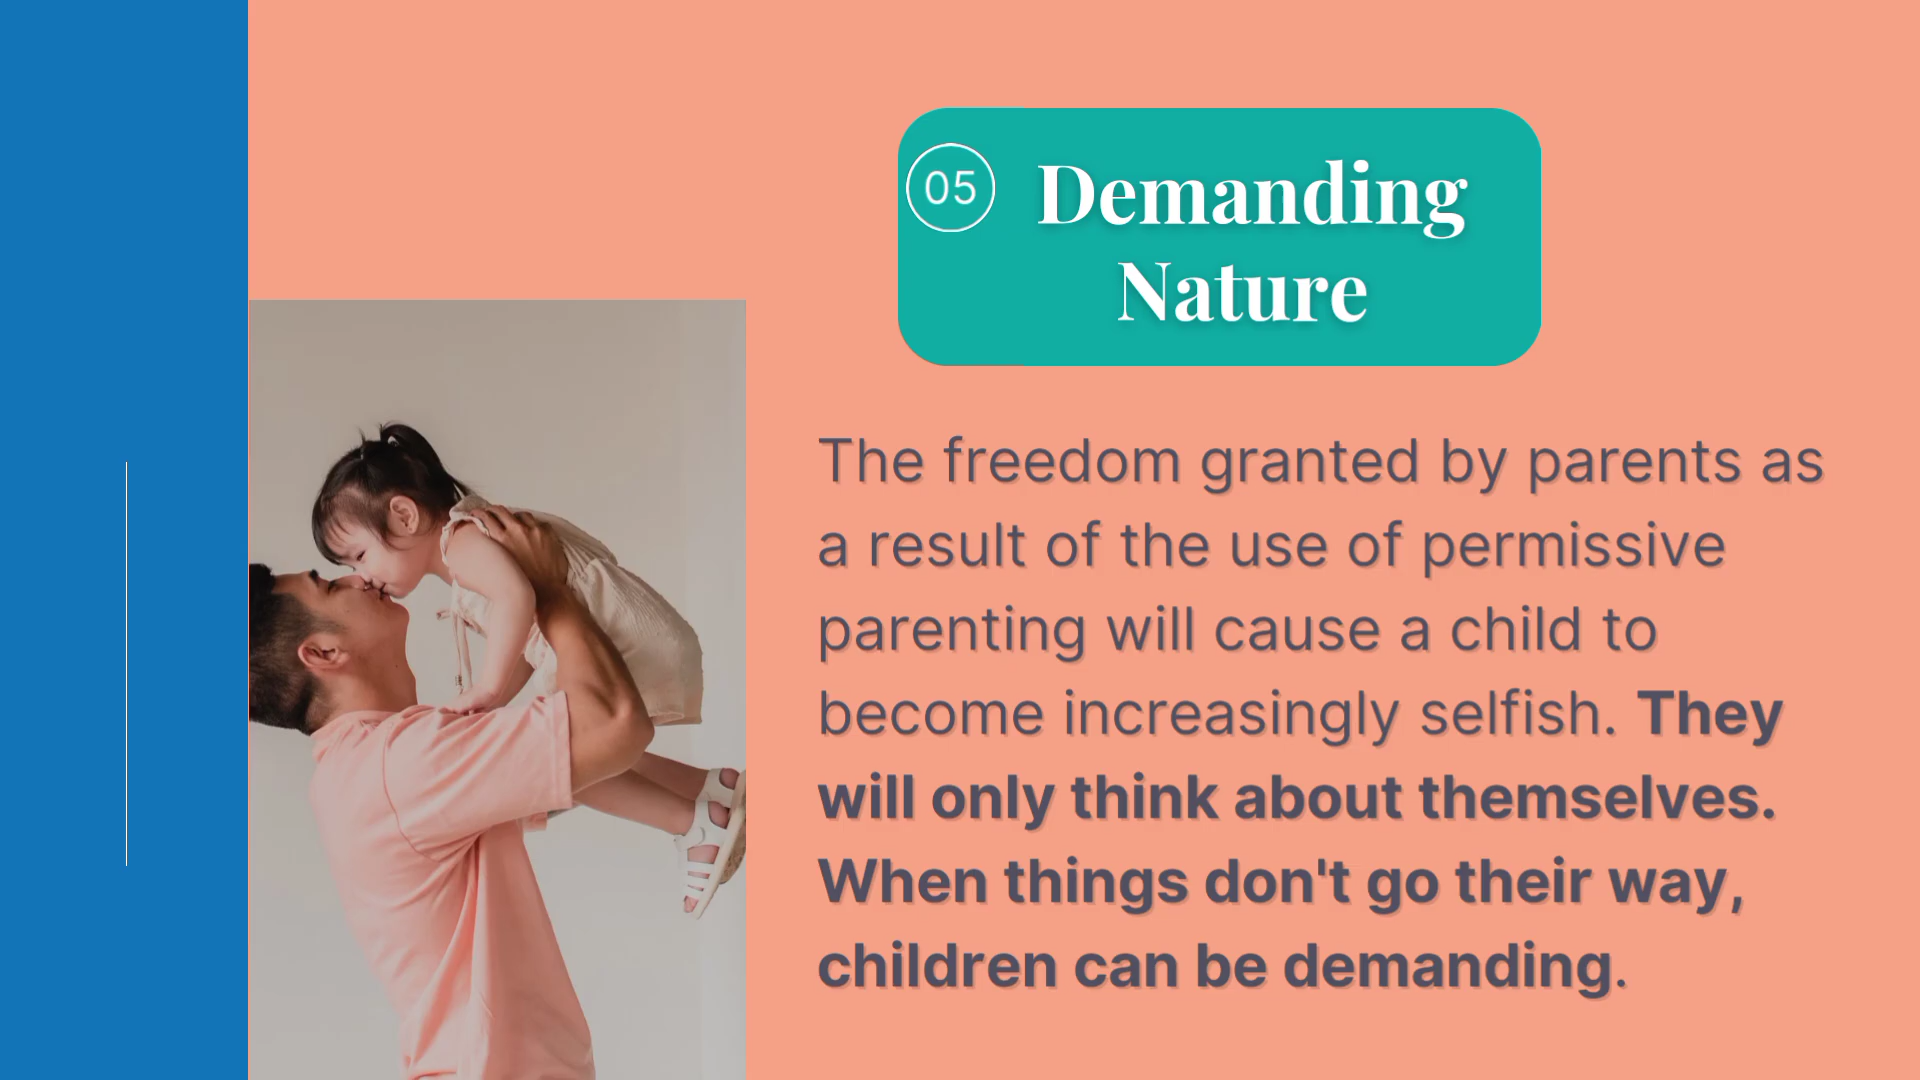 05
Demanding
Nature
The freedom granted by parents as
a result of the use of permissive
parenting will cause a child to
become increasingly selfish. They
will only think about themselves.
When things don't go their way,
children can be demanding.